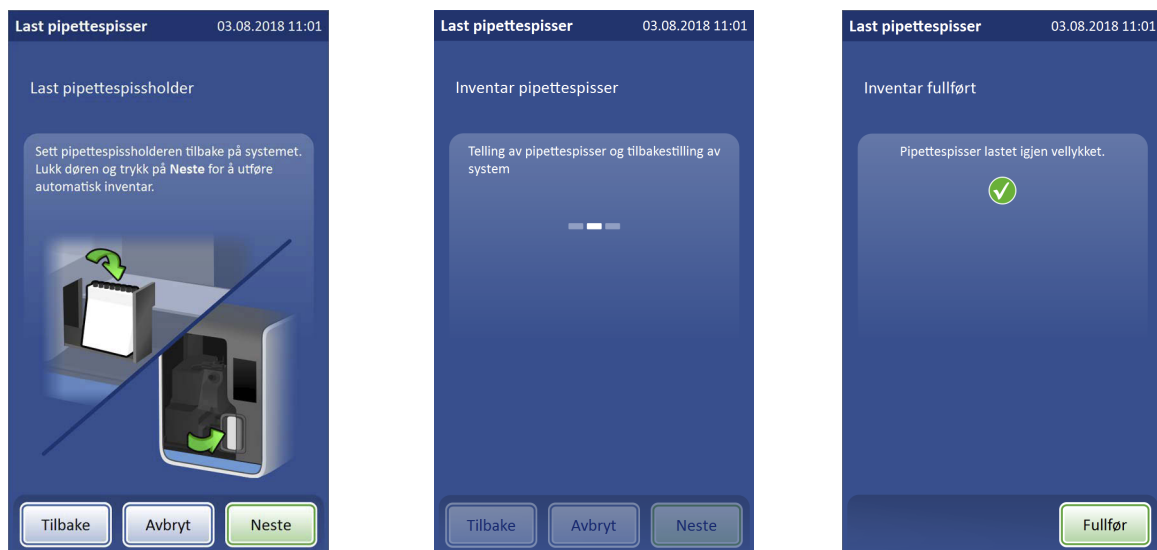 Last pipettespisser 03.08.2018 11:01
Last pipettespissholder
Sett pipettespissholderen tilbake på systemet.
Lukk døren og trykk på Neste for å utføre
automatisk inventar.
Tilbake Avbryt Neste
Last pipettespisser 03.08.2018 11:01
Inventar pipettespisser
Telling av pipettespisser og tilbakestilling av
system
Tilbake Avbryt Neste
Last pipettespisser 03.08.2018 11:01
Inventar fullført
Pipettespisser lastet igjen vellykket.
Fullfør